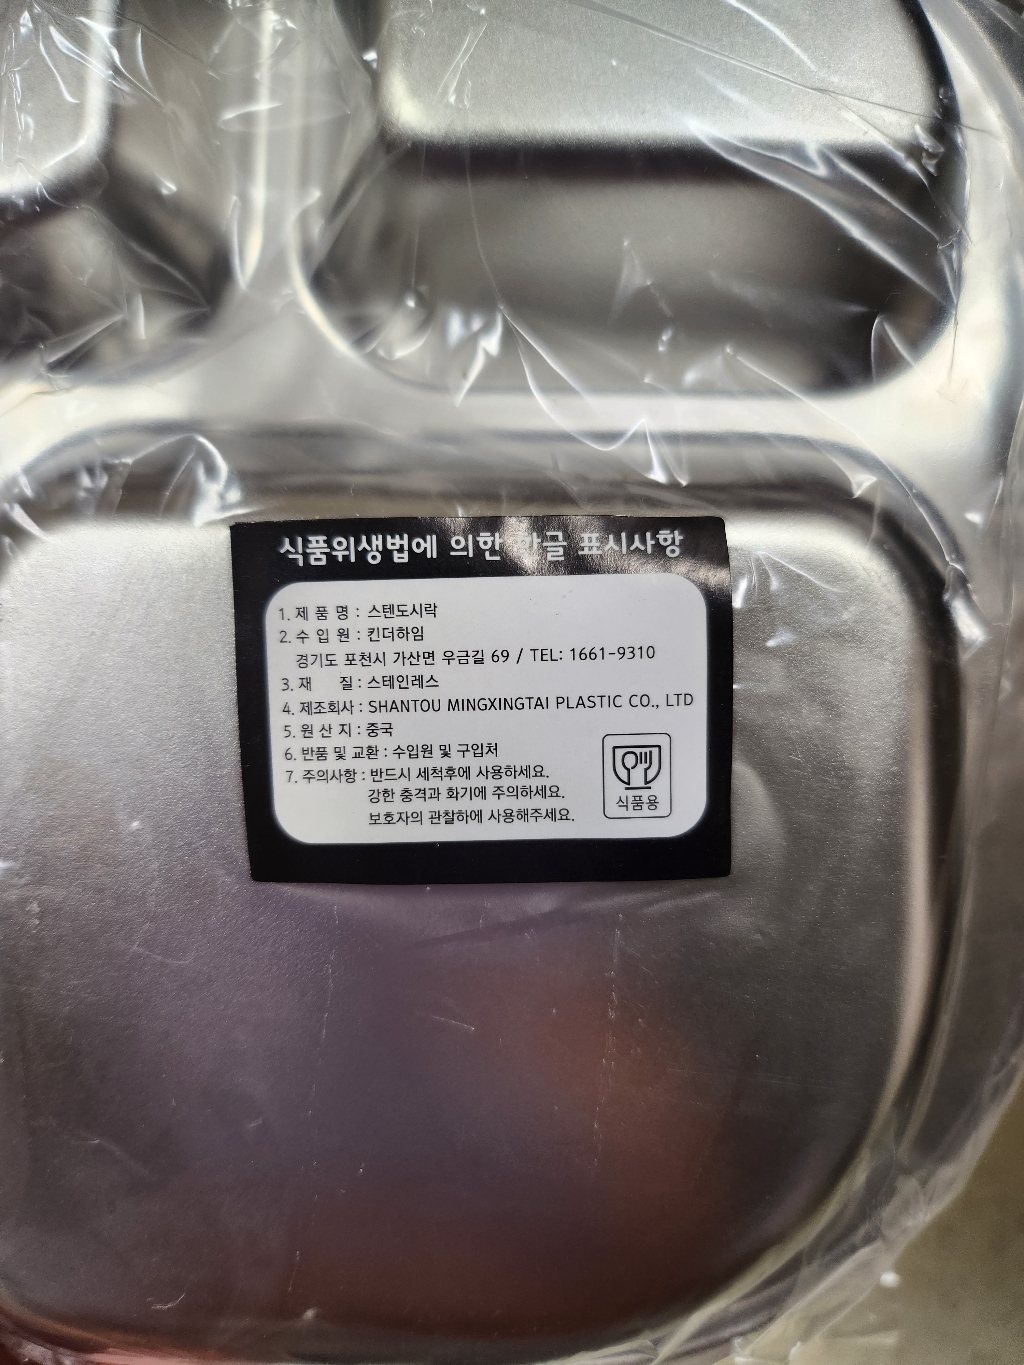 식품위생법에 의한 한글 표시사항
1. 제 품 명 : 스텐도시락
2. 수 입 원 : 킨더하임
경기도 포천시 가산면 우금길 69 / TEL: 1661-9310
3. 재 질 : 스테인레스
4. 제조회사 : SHANTOU MINGXINGTAI PLASTIC CO., LTD
5. 원 산 지 : 중국
6. 반품 및 교환 : 수입원 및 구입처
7. 주의사항 : 반드시 세척후에 사용하세요.
강한 충격과 화기에 주의하세요.
보호자의 관찰하에 사용해주세요.
식품용